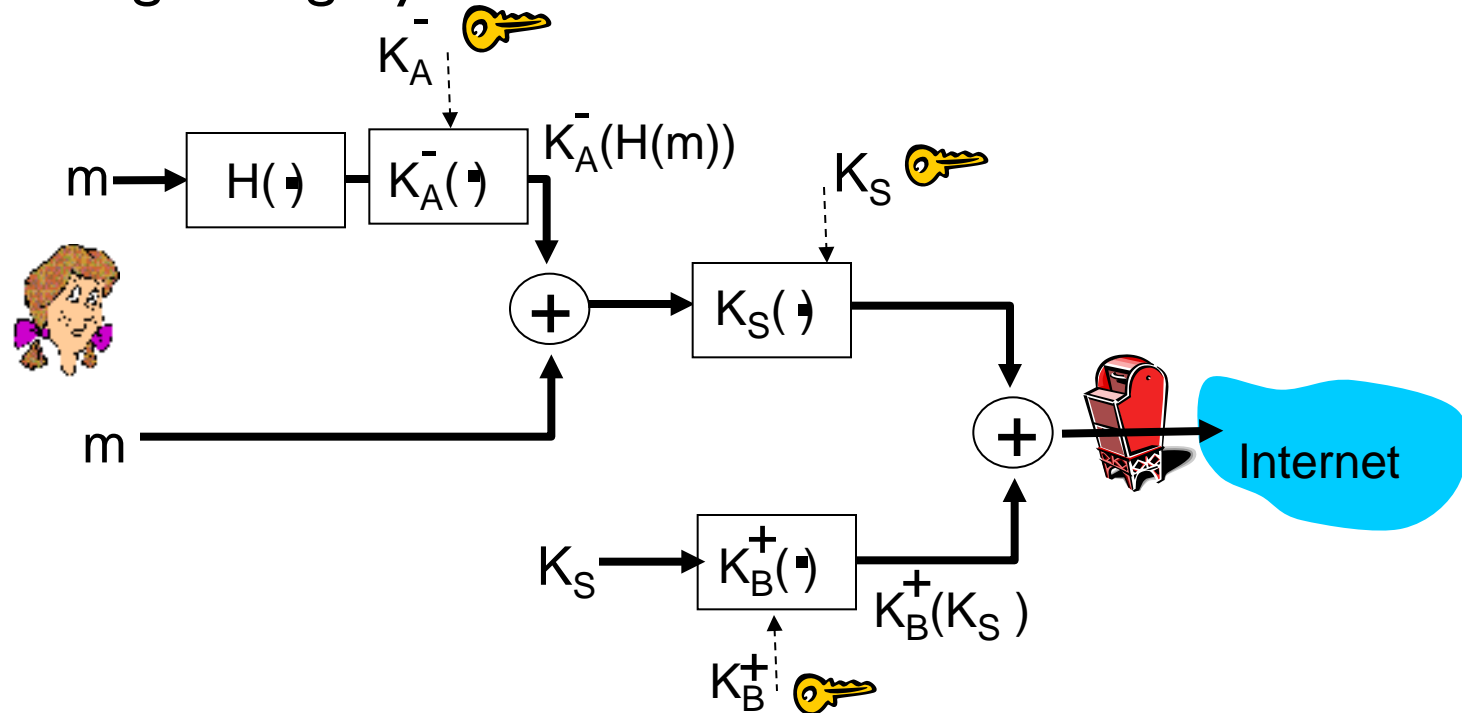 K_A^-
m
H(·)
K_A^-(·)
K_A^-(H(m))
K_S
+
K_S(·)
m
+
Internet
K_S
K_B^+(·)
K_B^+(K_S )
K_B^+